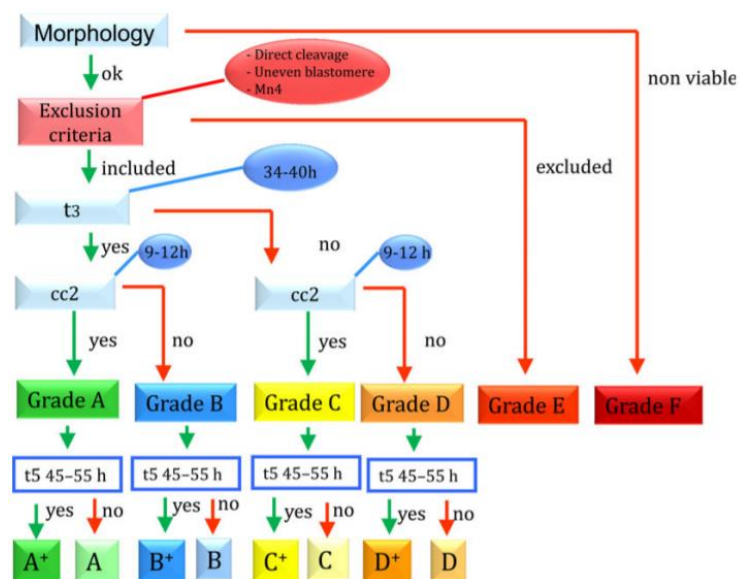 Morphology
- Direct cleavage
- Uneven blastomere
- Mn4
ok
non viable
Exclusion
criteria
included
excluded
34-40h
t3
yes
no
9-12h
9-12 h
cc2
cc2
yes
no
yes
no
Grade A
Grade B
Grade C
Grade D
Grade E
Grade F
t5 45–55 h
t5 45–55 h
t5 45–55 h
t5 45–55 h
yes
no
yes
no
yes
no
yes
no
A+
A
B+
B
C+
C
D+
D